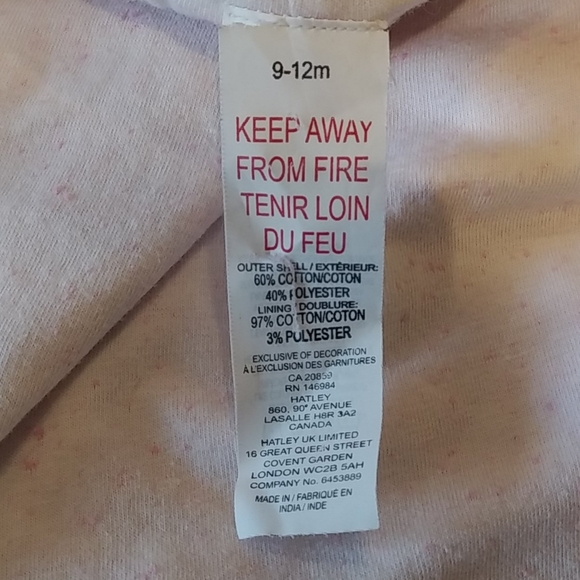 9-12m
KEEP AWAY
FROM FIRE
TENIR LOIN
DU FEU
OUTER SHELL / EXTÉRIEUR:
60% COTTON/COTON
40% POLYESTER
LINING / DOUBLURE:
97% COTTON/COTON
3% PULYESTER
EXCLUSIVE OF DECORATION
À L'EXCLUSION DES GARNITURES
CA 20859
RN 146984
HATLEY
860, 90e AVENUE
LASALLE H8R 3A2
CANADA
HATLEY UK LIMITED
16 GREAT QUEEN STREET
COVENT GARDEN
LONDON WC2B 5AH
COMPANY No. 6453889
MADE IN / FABRIQUÉ EN
INDIA / INDE